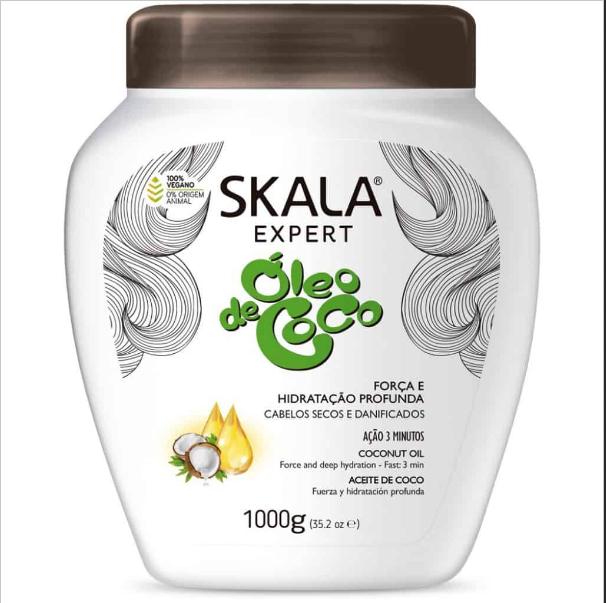 100%
VEGANO
0% ORIGEM
ANIMAL
SKALA®
EXPERT
Óleo
de Coco
FORÇA E
HIDRATAÇÃO PROFUNDA
CABELOS SECOS E DANIFICADOS
AÇÃO 3 MINUTOS
COCONUT OIL
Force and deep hydration - Fast: 3 min
ACEITE DE COCO
Fuerza y hidratación profunda
1000g (35.2 oz ℮)